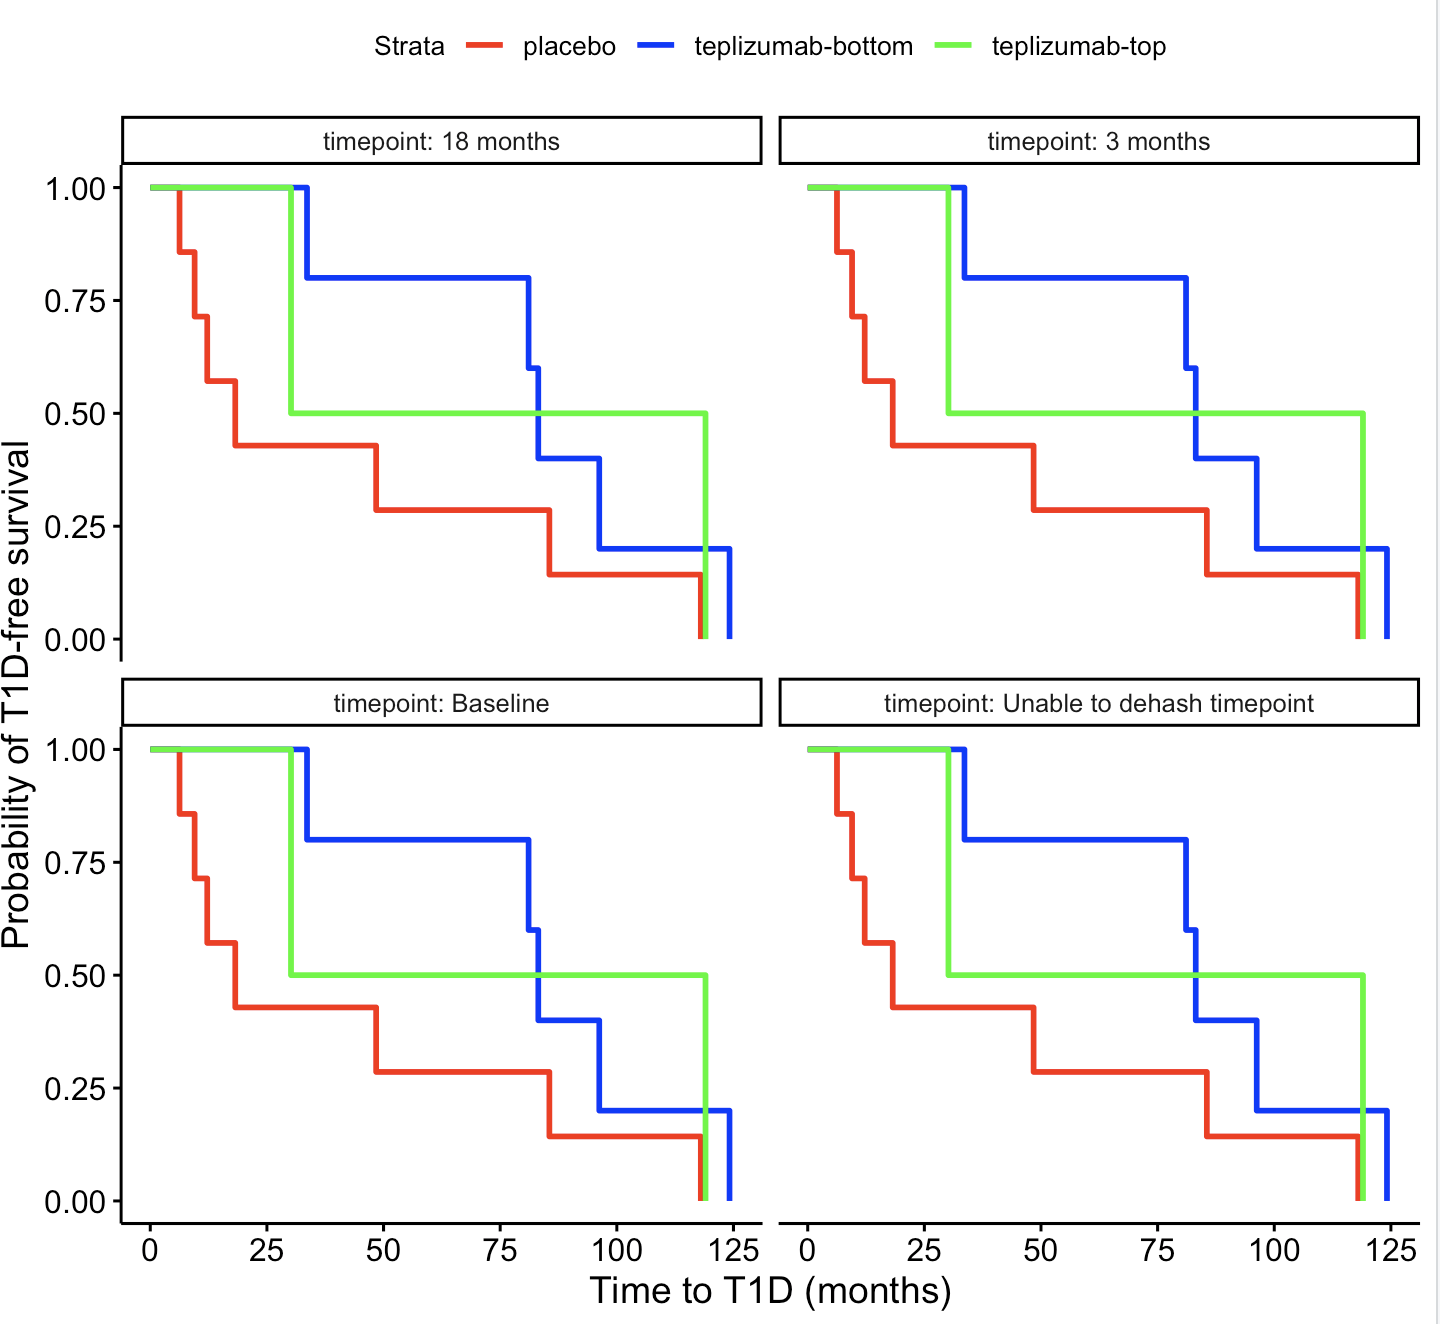 Strata placebo teplizumab-bottom teplizumab-top
timepoint: 18 months
timepoint: 3 months
1.00
0.75
0.50
0.25
0.00
timepoint: Baseline
timepoint: Unable to dehash timepoint
1.00
0.75
0.50
0.25
0.00
0 25 50 75 100 125
0 25 50 75 100 125
Time to T1D (months)
Probability of T1D-free survival